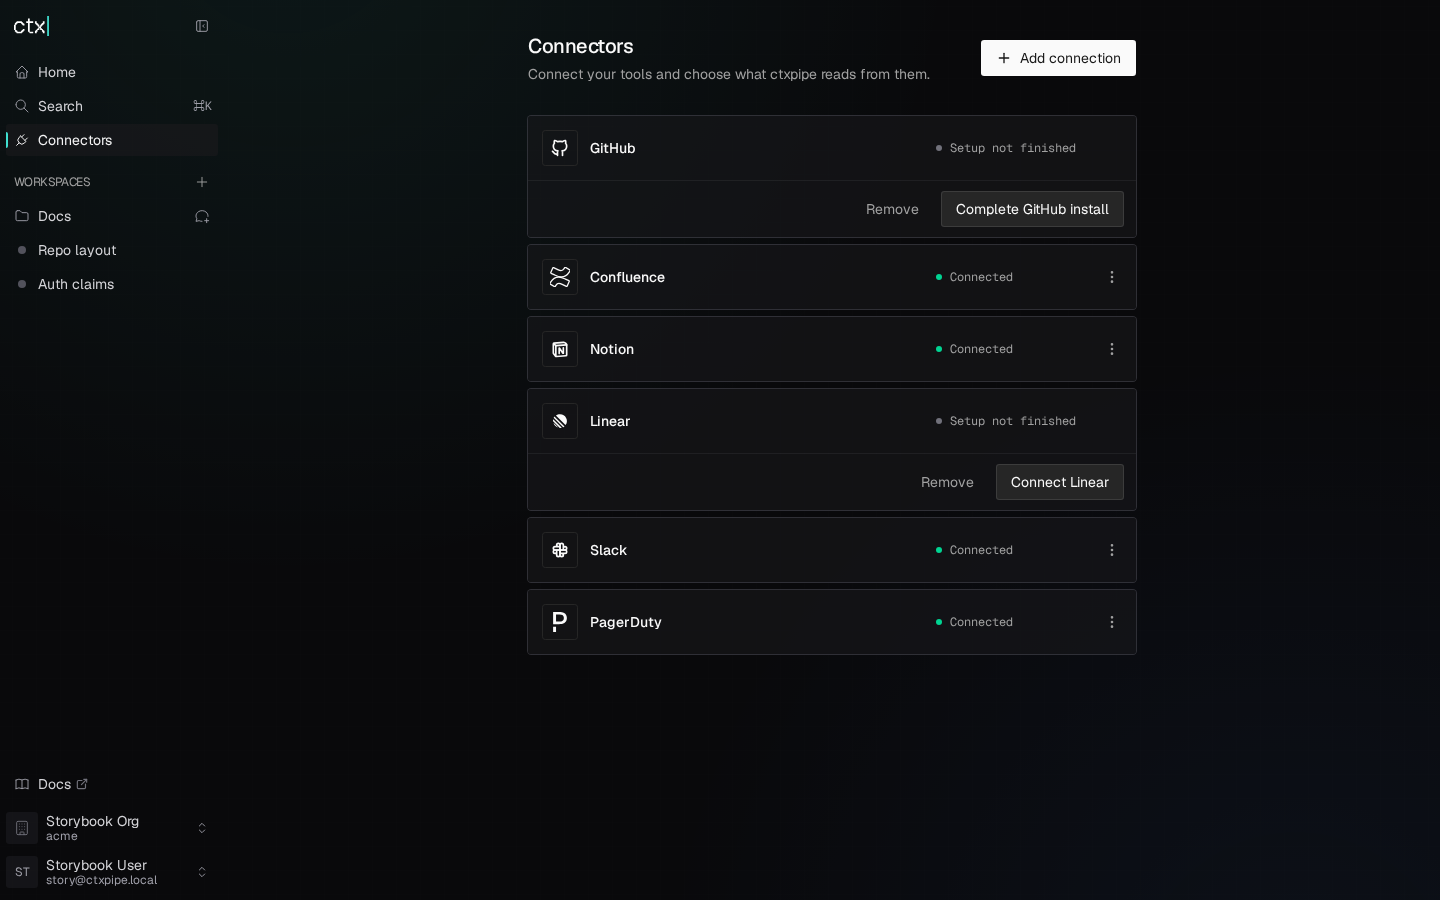 ctx
Home
Search ⌘K
Connectors
WORKSPACES
Docs
Repo layout
Auth claims
Docs
Storybook Org
acme
ST
Storybook User
story@ctxpipe.local
Connectors
Connect your tools and choose what ctxpipe reads from them.
Add connection
GitHub
Setup not finished
Remove
Complete GitHub install
Confluence
Connected
Notion
Connected
Linear
Setup not finished
Remove
Connect Linear
Slack
Connected
PagerDuty
Connected